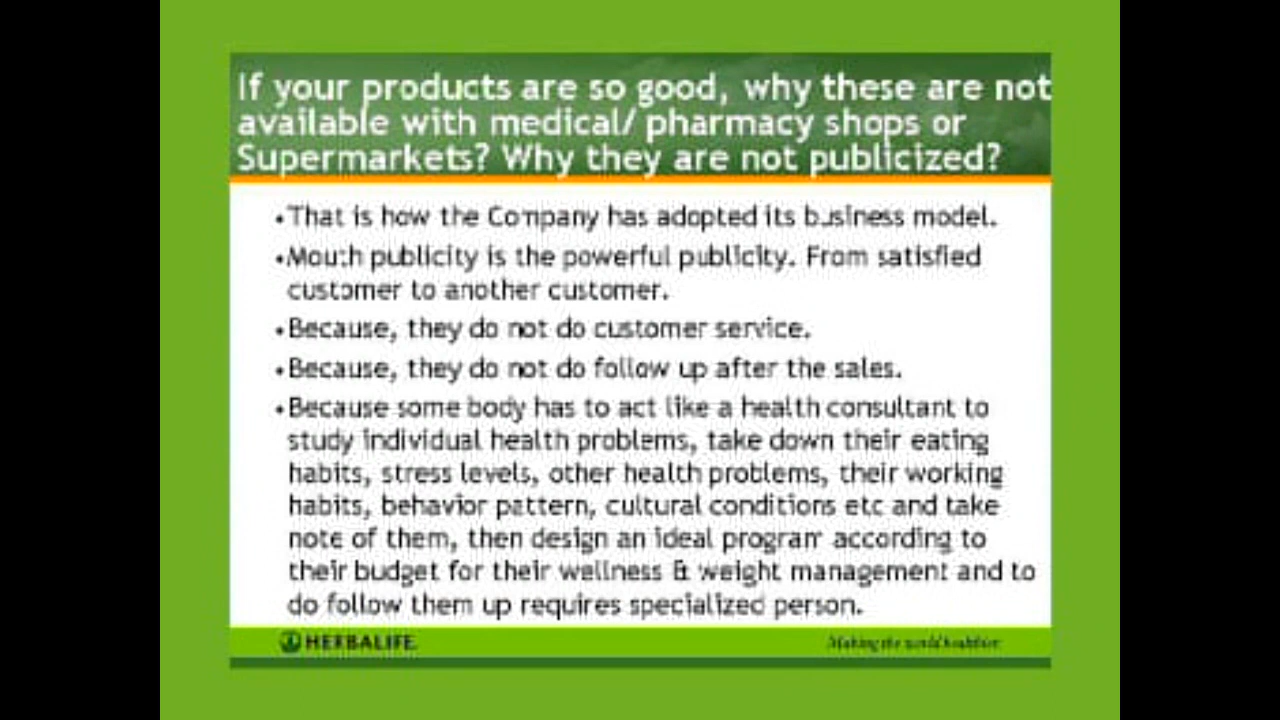 If your products are so good, why these are not
available with medical/ pharmacy shops or
Supermarkets? Why they are not publicized?
•That is how the Company has adopted its business model.
•Mouth publicity is the powerful publicity. From satisfied
customer to another customer.
•Because, they do not do customer service.
•Because, they do not do follow up after the sales.
•Because some body has to act like a health consultant to
study individual health problems, take down their eating
habits, stress levels, other health problems, their working
habits, behavior pattern, cultural conditions etc and take
note of them, then design an ideal program according to
their budget for their wellness & weight management and to
do follow them up requires specialized person.
HERBALIFE. Making the world healthier